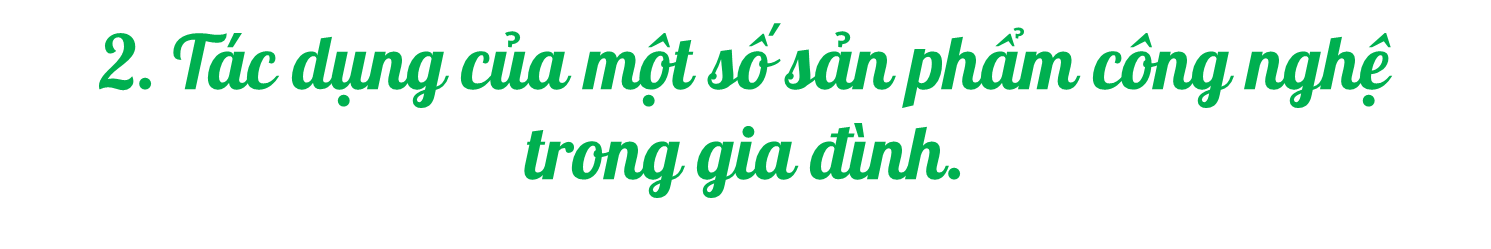 2. Tác dụng của một số sản phẩm công nghệ
trong gia đình.